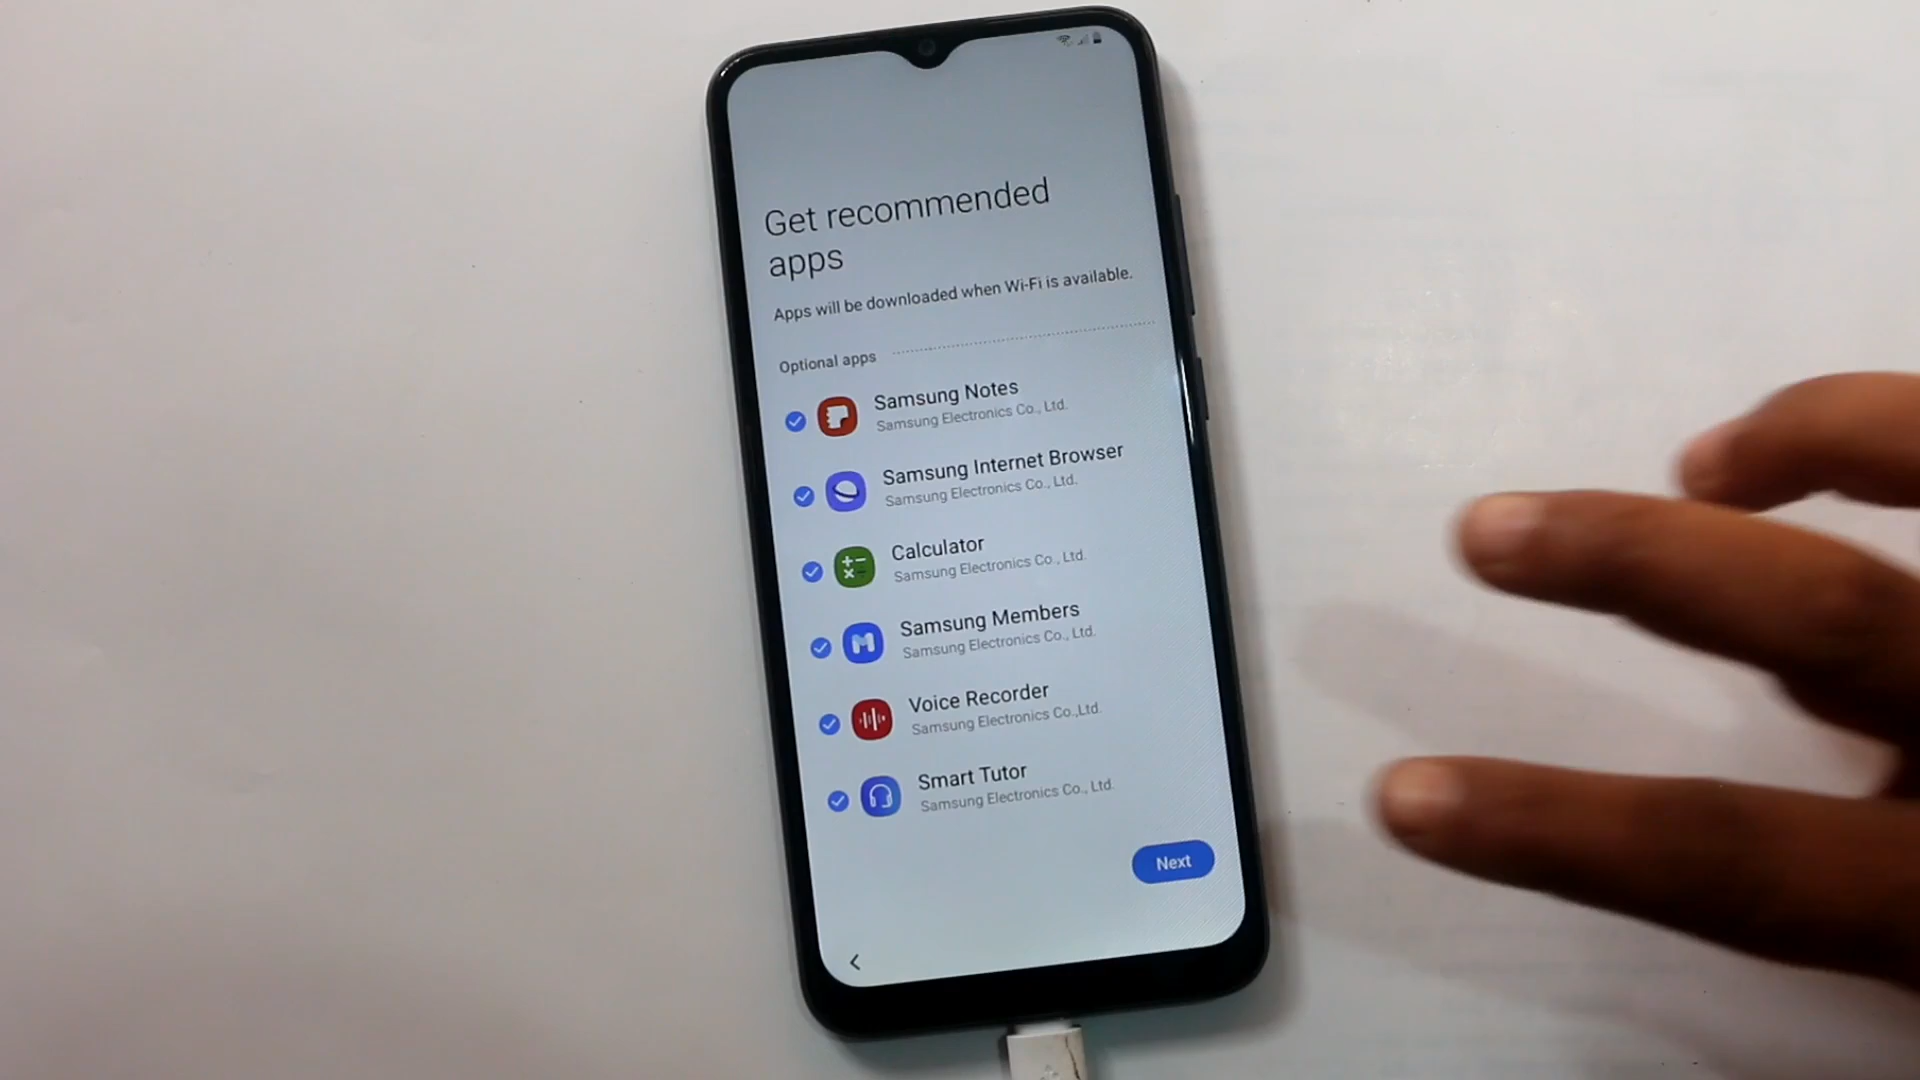 Get recommended
apps
Apps will be downloaded when Wi-Fi is available.
Optional apps
Samsung Notes
Samsung Electronics Co., Ltd.
Samsung Internet Browser
Samsung Electronics Co., Ltd.
Calculator
Samsung Electronics Co., Ltd.
Samsung Members
Samsung Electronics Co., Ltd.
Voice Recorder
Samsung Electronics Co.,Ltd.
Smart Tutor
Samsung Electronics Co., Ltd.
Next